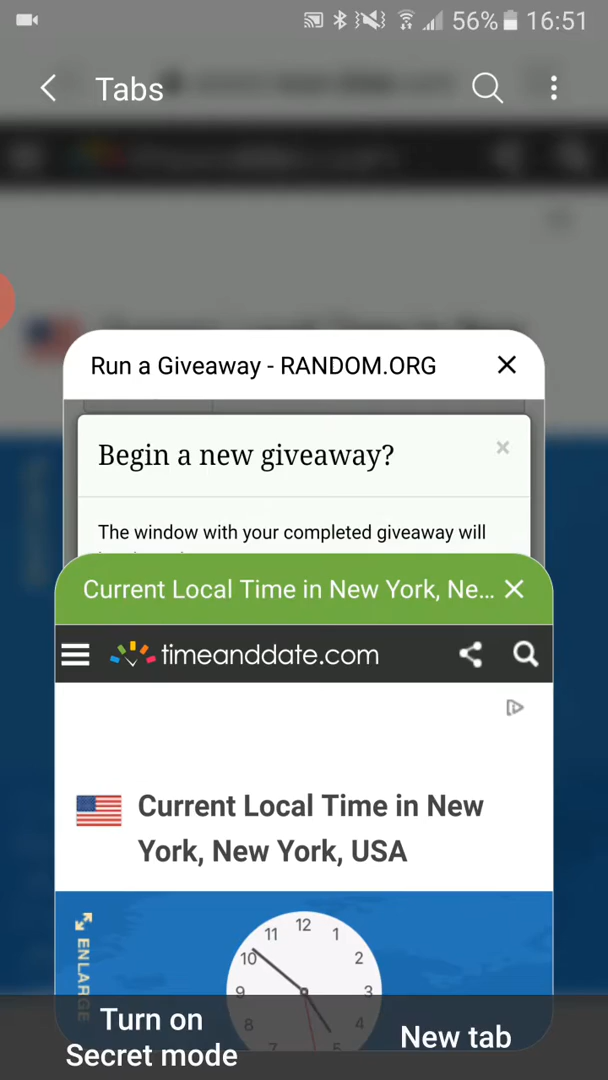 56% 16:51
Tabs
Run a Giveaway - RANDOM.ORG
Begin a new giveaway?
The window with your completed giveaway will
Current Local Time in New York, Ne...
timeanddate.com
Current Local Time in New
York, New York, USA
ENLARGE
12
11 1
10 2
9 3
8 4
Turn on
Secret mode
New tab